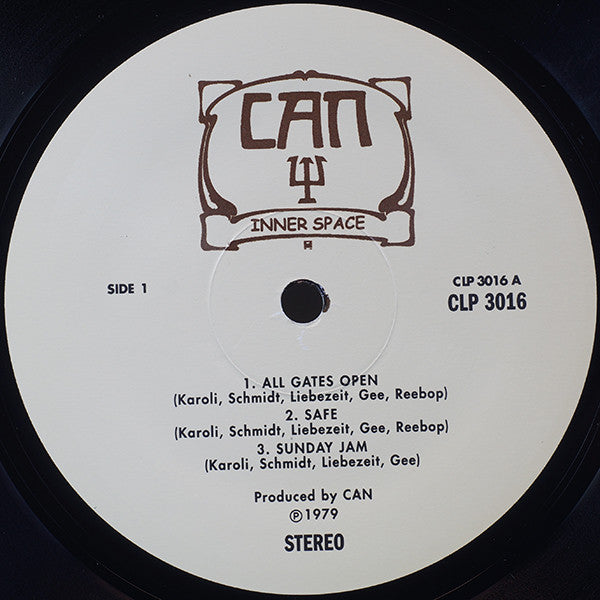 CAN
INNER SPACE
SIDE 1
CLP 3016 A
CLP 3016
1. ALL GATES OPEN
(Karoli, Schmidt, Liebezeit, Gee, Reebop)
2. SAFE
(Karoli, Schmidt, Liebezeit, Gee, Reebop)
3. SUNDAY JAM
(Karoli, Schmidt, Liebezeit, Gee)
Produced by CAN
℗1979
STEREO